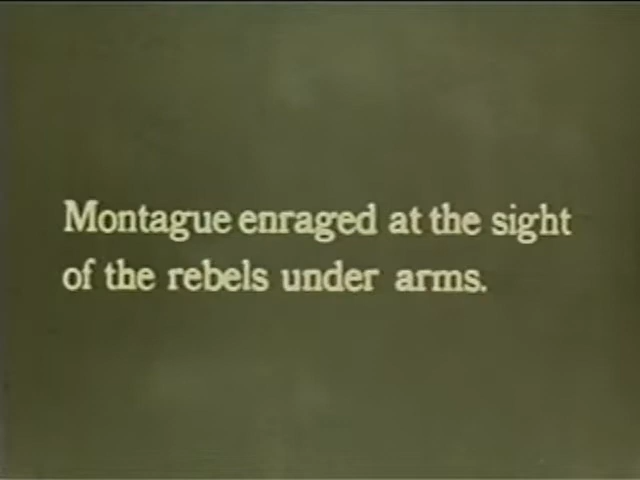 Montague enraged at the sight
of the rebels under arms.